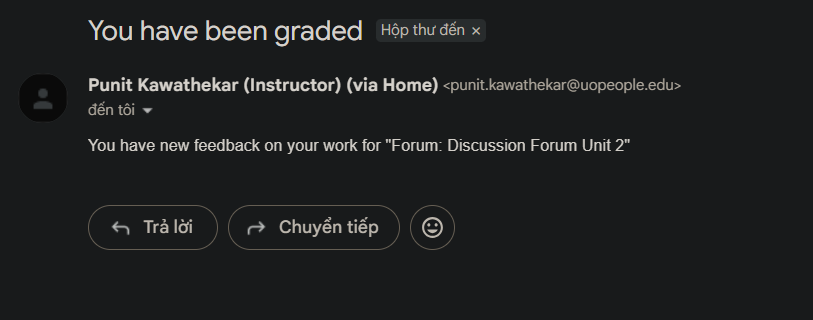 You have been graded Hộp thư đến ×
Punit Kawathekar (Instructor) (via Home) <punit.kawathekar@uopeople.edu>
đến tôi
You have new feedback on your work for "Forum: Discussion Forum Unit 2"
Trả lời Chuyển tiếp